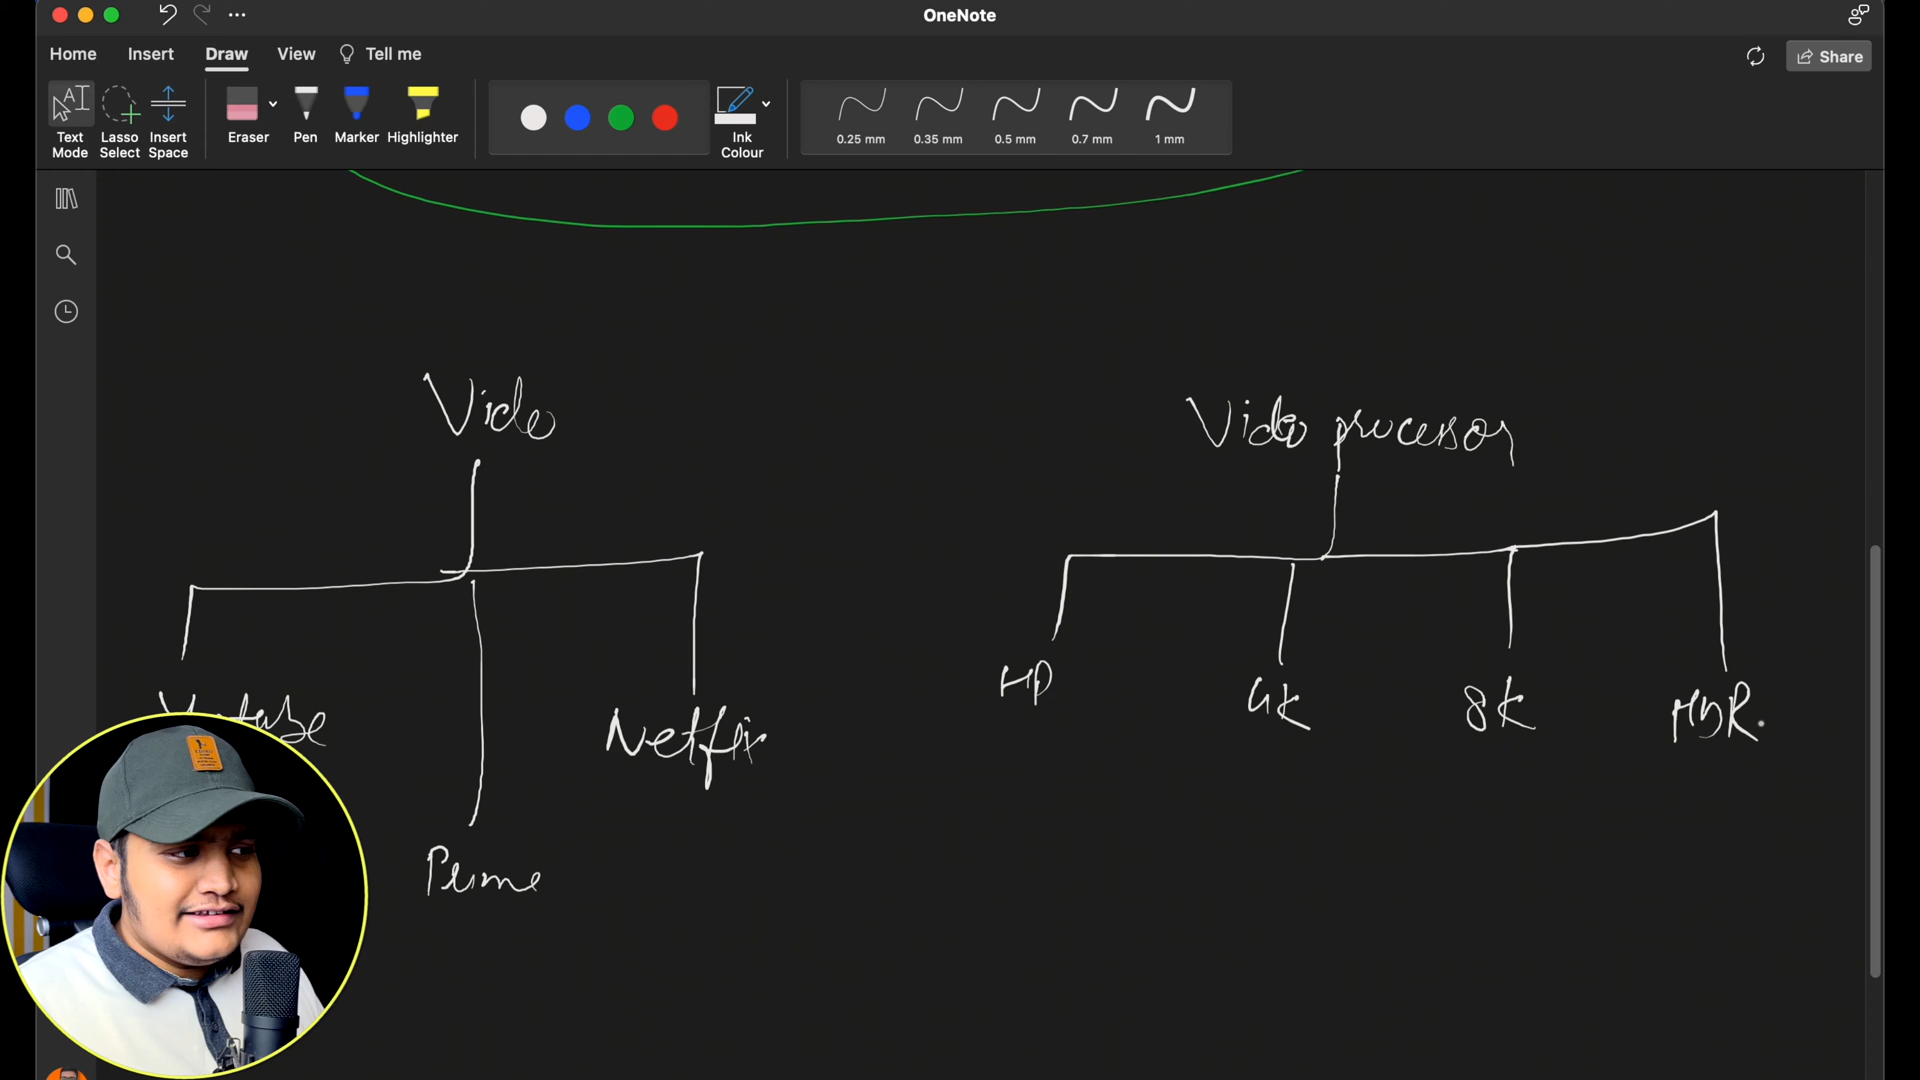 OneNote
Home Insert Draw View Tell me
Share
Text Mode
Lasso Select
Insert Space
Eraser
Pen
Marker
Highlighter
Ink Colour
0.25 mm
0.35 mm
0.5 mm
0.7 mm
1 mm
Video
Video processor
HD
4K
8K
HDR
Netflix
Prime